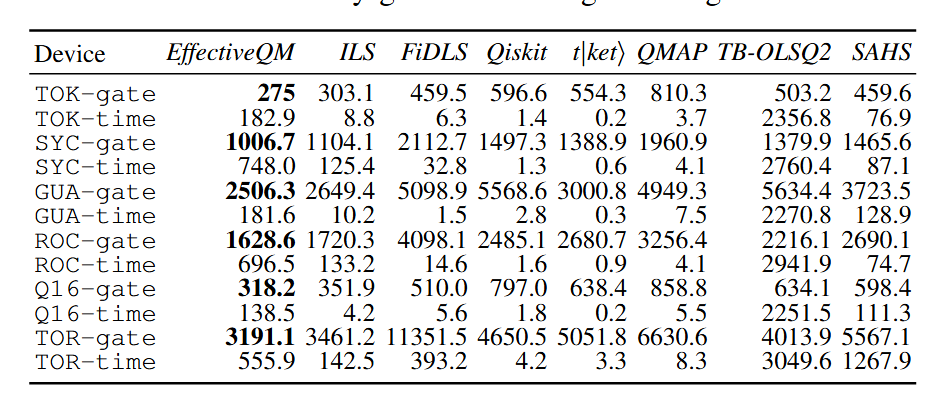 Device EffectiveQM ILS FiDLS Qiskit t|ket⟩ QMAP TB-OLSQ2 SAHS
TOK-gate 275 303.1 459.5 596.6 554.3 810.3 503.2 459.6
TOK-time 182.9 8.8 6.3 1.4 0.2 3.7 2356.8 76.9
SYC-gate 1006.7 1104.1 2112.7 1497.3 1388.9 1960.9 1379.9 1465.6
SYC-time 748.0 125.4 32.8 1.3 0.6 4.1 2760.4 87.1
GUA-gate 2506.3 2649.4 5098.9 5568.6 3000.8 4949.3 5634.4 3723.5
GUA-time 181.6 10.2 1.5 2.8 0.3 7.5 2270.8 128.9
ROC-gate 1628.6 1720.3 4098.1 2485.1 2680.7 3256.4 2216.1 2690.1
ROC-time 696.5 133.2 14.6 1.6 0.9 4.1 2941.9 74.7
Q16-gate 318.2 351.9 510.0 797.0 638.4 858.8 634.1 598.4
Q16-time 138.5 4.2 5.6 1.8 0.2 5.5 2251.5 111.3
TOR-gate 3191.1 3461.2 11351.5 4650.5 5051.8 6630.6 4013.9 5567.1
TOR-time 555.9 142.5 393.2 4.2 3.3 8.3 3049.6 1267.9